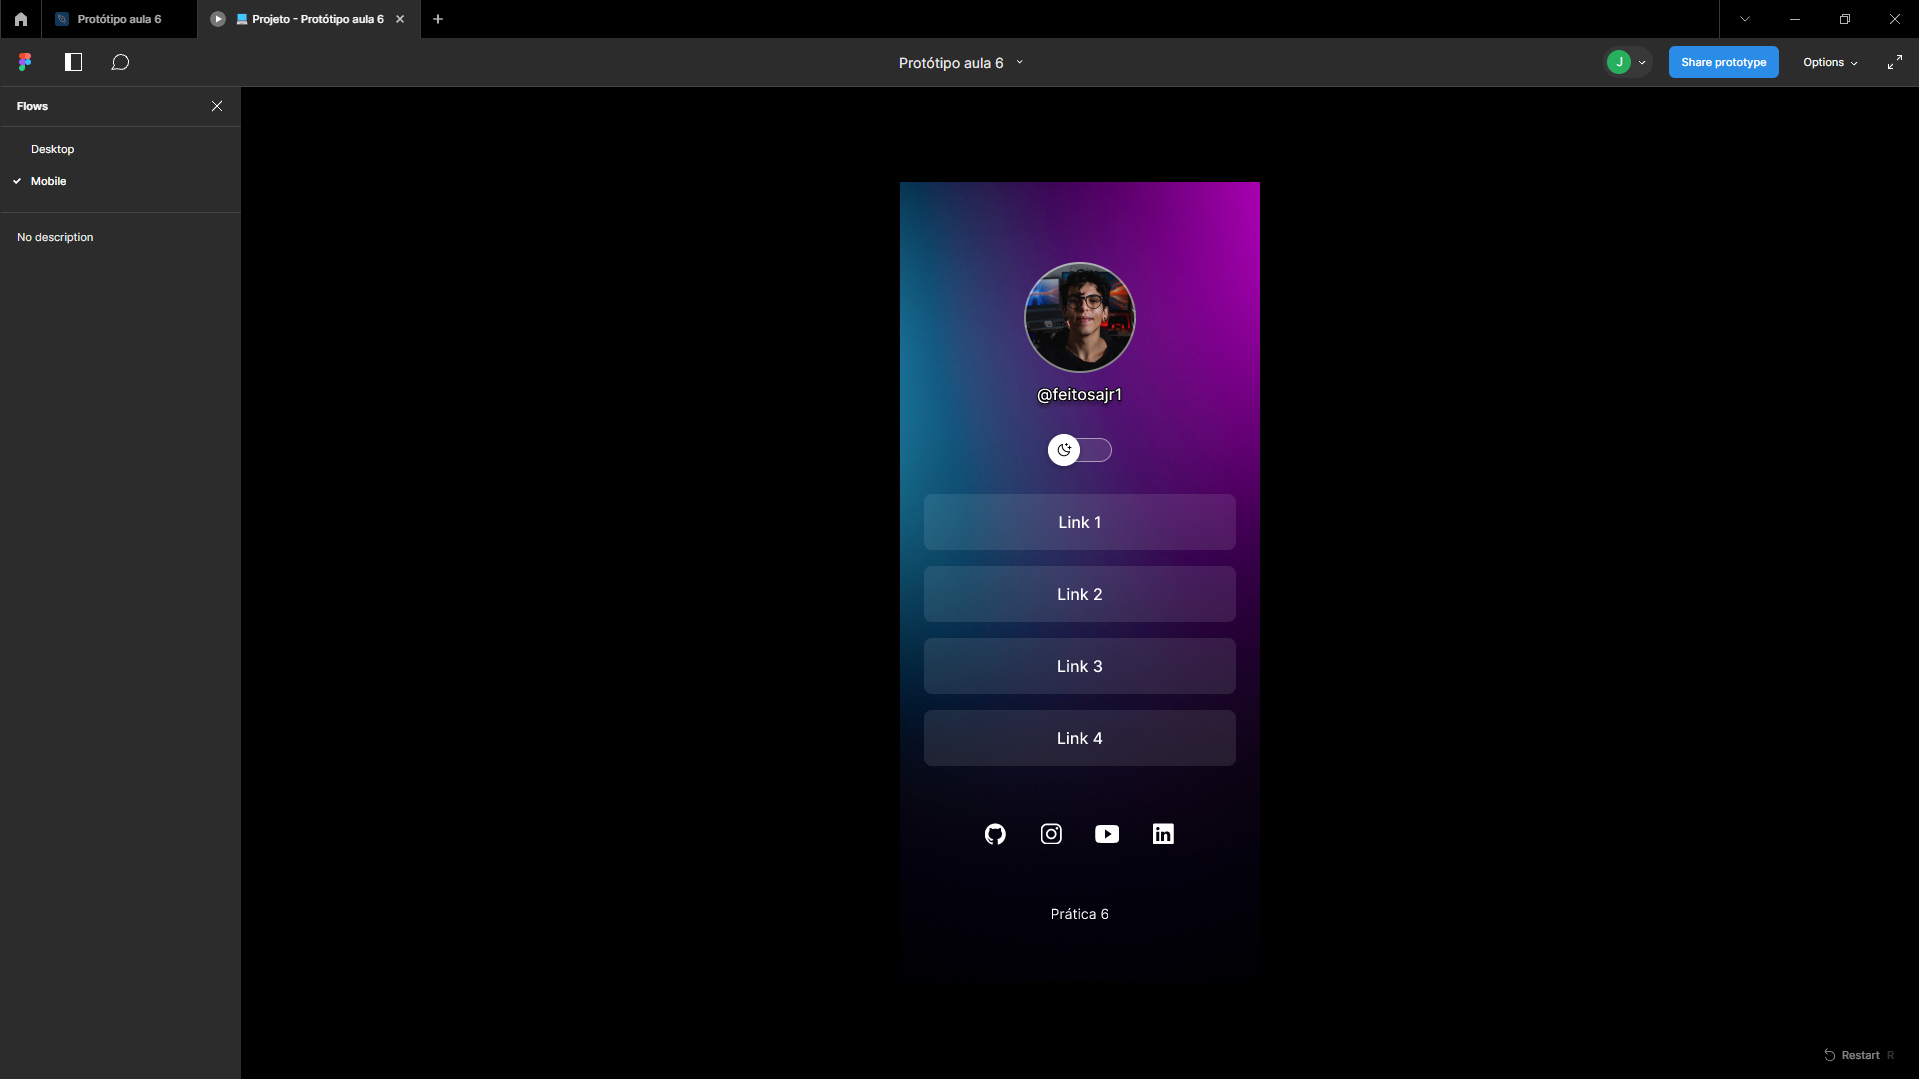 Protótipo aula 6
Projeto - Protótipo aula 6
Protótipo aula 6
J
Share prototype
Options
Flows
Desktop
Mobile
No description
@feitosajr1
Link 1
Link 2
Link 3
Link 4
in
Prática 6
Restart R